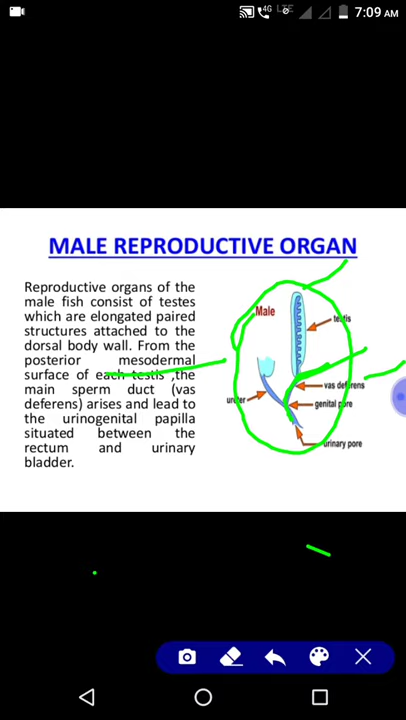 4G LTE 7:09 AM
MALE REPRODUCTIVE ORGAN
Reproductive organs of the
male fish consist of testes
which are elongated paired
structures attached to the
dorsal body wall. From the
posterior mesodermal
surface of each testis ,the
main sperm duct (vas
deferens) arises and lead to
the urinogenital papilla
situated between the
rectum and urinary
bladder.
Male
testis
vas deferens
ureter
genital pore
urinary pore